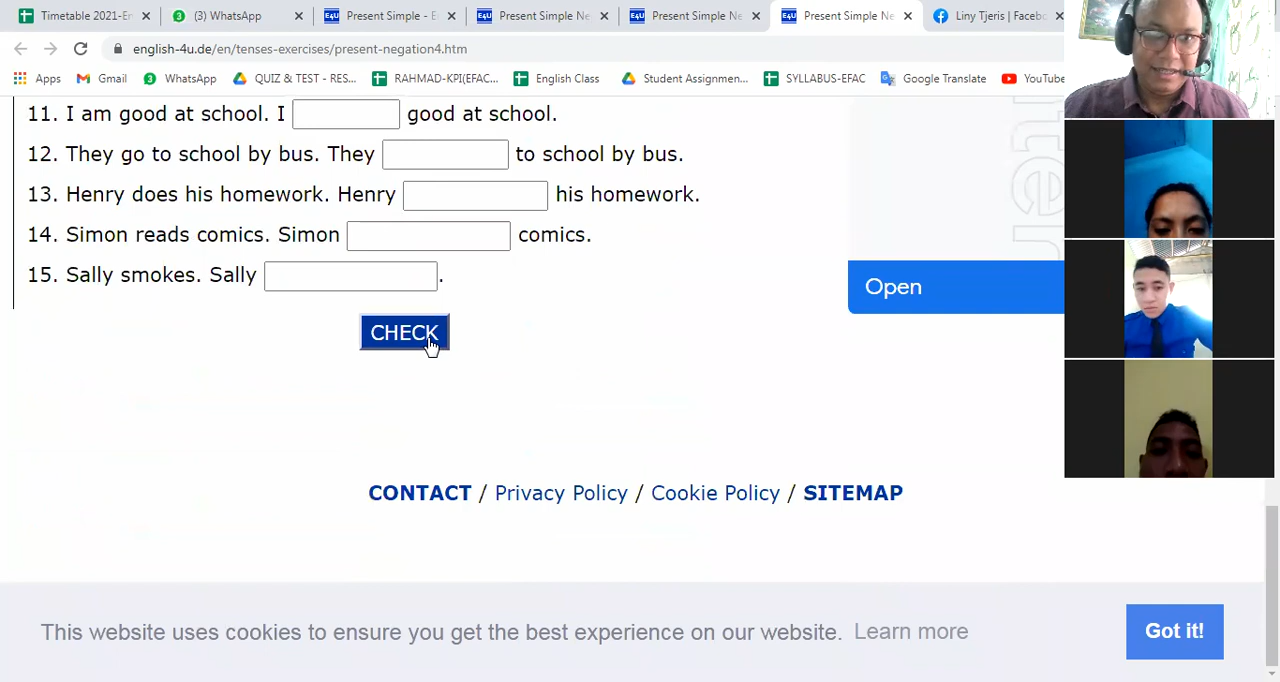 Timetable 2021-En
(3) WhatsApp
Present Simple - E
Present Simple Ne
Present Simple Ne
Present Simple Ne
Liny Tjeris | Faceb
english-4u.de/en/tenses-exercises/present-negation4.htm
Apps
Gmail
WhatsApp
QUIZ & TEST - RES...
RAHMAD-KPI(EFAC...
English Class
Student Assignmen...
SYLLABUS-EFAC
Google Translate
YouTube
11. I am good at school. I good at school.
12. They go to school by bus. They to school by bus.
13. Henry does his homework. Henry his homework.
14. Simon reads comics. Simon comics.
15. Sally smokes. Sally .
Open
CHECK
CONTACT / Privacy Policy / Cookie Policy / SITEMAP
This website uses cookies to ensure you get the best experience on our website. Learn more
Got it!